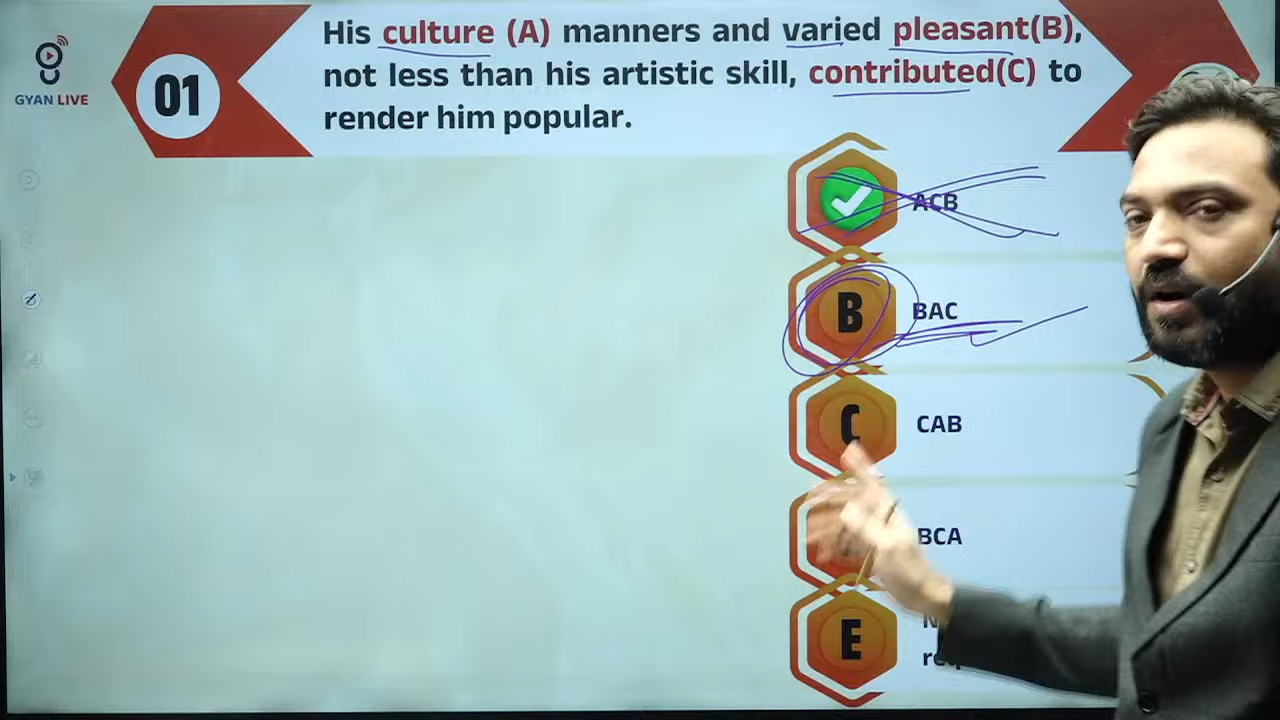 GYAN LIVE
01
His culture (A) manners and varied pleasant(B),
not less than his artistic skill, contributed(C) to
render him popular.
ACB
B BAC
C CAB
BCA
E